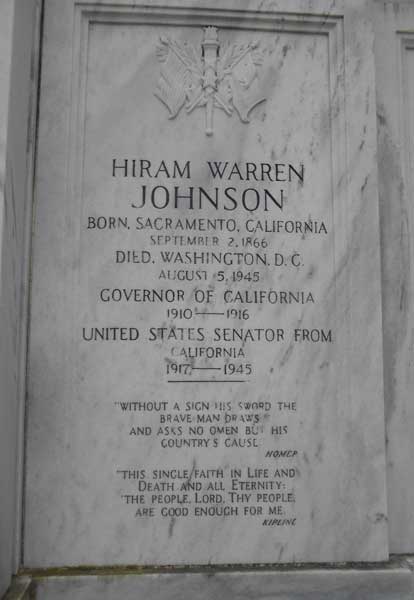 HIRAM WARREN
JOHNSON
BORN, SACRAMENTO, CALIFORNIA
SEPTEMBER 2, 1866
DIED, WASHINGTON, D. C.
AUGUST 5, 1945
GOVERNOR OF CALIFORNIA
1910 — 1916
UNITED STATES SENATOR FROM
CALIFORNIA
1917 — 1945
"WITHOUT A SIGN HIS SWORD THE
BRAVE MAN DRAWS
AND ASKS NO OMEN BUT HIS
COUNTRY'S CAUSE.
HOMER
"THIS SINGLE FAITH IN LIFE AND
DEATH AND ALL ETERNITY:
'THE PEOPLE, LORD, THY PEOPLE,
ARE GOOD ENOUGH FOR ME.
KIPLING